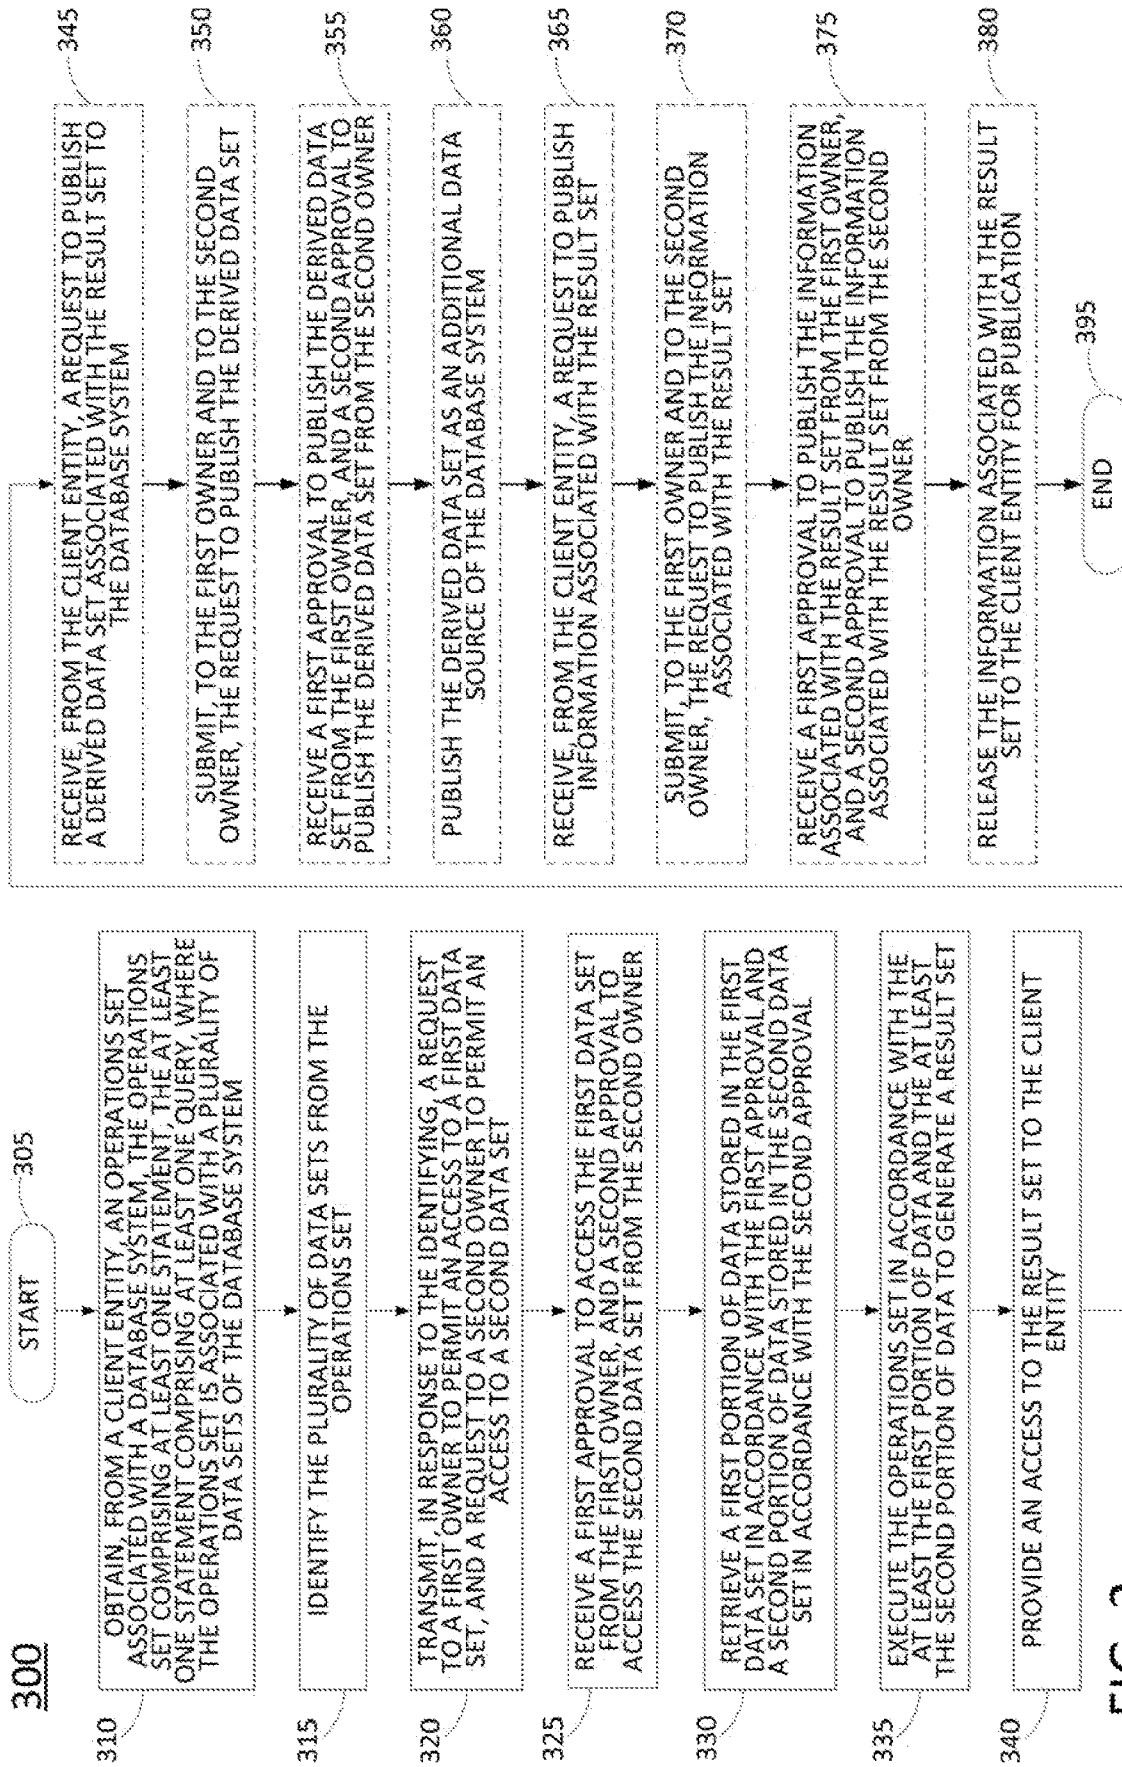 300
START
305
310
OBTAIN, FROM A CLIENT ENTITY, AN OPERATIONS SET
ASSOCIATED WITH A DATABASE SYSTEM, THE OPERATIONS
SET COMPRISING AT LEAST ONE STATEMENT, THE AT LEAST
ONE STATEMENT COMPRISING AT LEAST ONE QUERY, WHERE
THE OPERATIONS SET IS ASSOCIATED WITH A PLURALITY OF
DATA SETS OF THE DATABASE SYSTEM
315
IDENTIFY THE PLURALITY OF DATA SETS FROM THE
OPERATIONS SET
320
TRANSMIT, IN RESPONSE TO THE IDENTIFYING, A REQUEST
TO A FIRST OWNER TO PERMIT AN ACCESS TO A FIRST DATA
SET, AND A REQUEST TO A SECOND OWNER TO PERMIT AN
ACCESS TO A SECOND DATA SET
325
RECEIVE A FIRST APPROVAL TO ACCESS THE FIRST DATA SET
FROM THE FIRST OWNER, AND A SECOND APPROVAL TO
ACCESS THE SECOND DATA SET FROM THE SECOND OWNER
330
RETRIEVE A FIRST PORTION OF DATA STORED IN THE FIRST
DATA SET IN ACCORDANCE WITH THE FIRST APPROVAL AND
A SECOND PORTION OF DATA STORED IN THE SECOND DATA
SET IN ACCORDANCE WITH THE SECOND APPROVAL
335
EXECUTE THE OPERATIONS SET IN ACCORDANCE WITH THE
AT LEAST THE FIRST PORTION OF DATA AND THE AT LEAST
THE SECOND PORTION OF DATA TO GENERATE A RESULT SET
340
PROVIDE AN ACCESS TO THE RESULT SET TO THE CLIENT
ENTITY
345
RECEIVE, FROM THE CLIENT ENTITY, A REQUEST TO PUBLISH
A DERIVED DATA SET ASSOCIATED WITH THE RESULT SET TO
THE DATABASE SYSTEM
350
SUBMIT, TO THE FIRST OWNER AND TO THE SECOND
OWNER, THE REQUEST TO PUBLISH THE DERIVED DATA SET
355
RECEIVE A FIRST APPROVAL TO PUBLISH THE DERIVED DATA
SET FROM THE FIRST OWNER, AND A SECOND APPROVAL TO
PUBLISH THE DERIVED DATA SET FROM THE SECOND OWNER
360
PUBLISH THE DERIVED DATA SET AS AN ADDITIONAL DATA
SOURCE OF THE DATABASE SYSTEM
365
RECEIVE, FROM THE CLIENT ENTITY, A REQUEST TO PUBLISH
INFORMATION ASSOCIATED WITH THE RESULT SET
370
SUBMIT, TO THE FIRST OWNER AND TO THE SECOND
OWNER, THE REQUEST TO PUBLISH THE INFORMATION
ASSOCIATED WITH THE RESULT SET
375
RECEIVE A FIRST APPROVAL TO PUBLISH THE INFORMATION
ASSOCIATED WITH THE RESULT SET FROM THE FIRST OWNER,
AND A SECOND APPROVAL TO PUBLISH THE INFORMATION
ASSOCIATED WITH THE RESULT SET FROM THE SECOND
OWNER
380
RELEASE THE INFORMATION ASSOCIATED WITH THE RESULT
SET TO THE CLIENT ENTITY FOR PUBLICATION
395
END